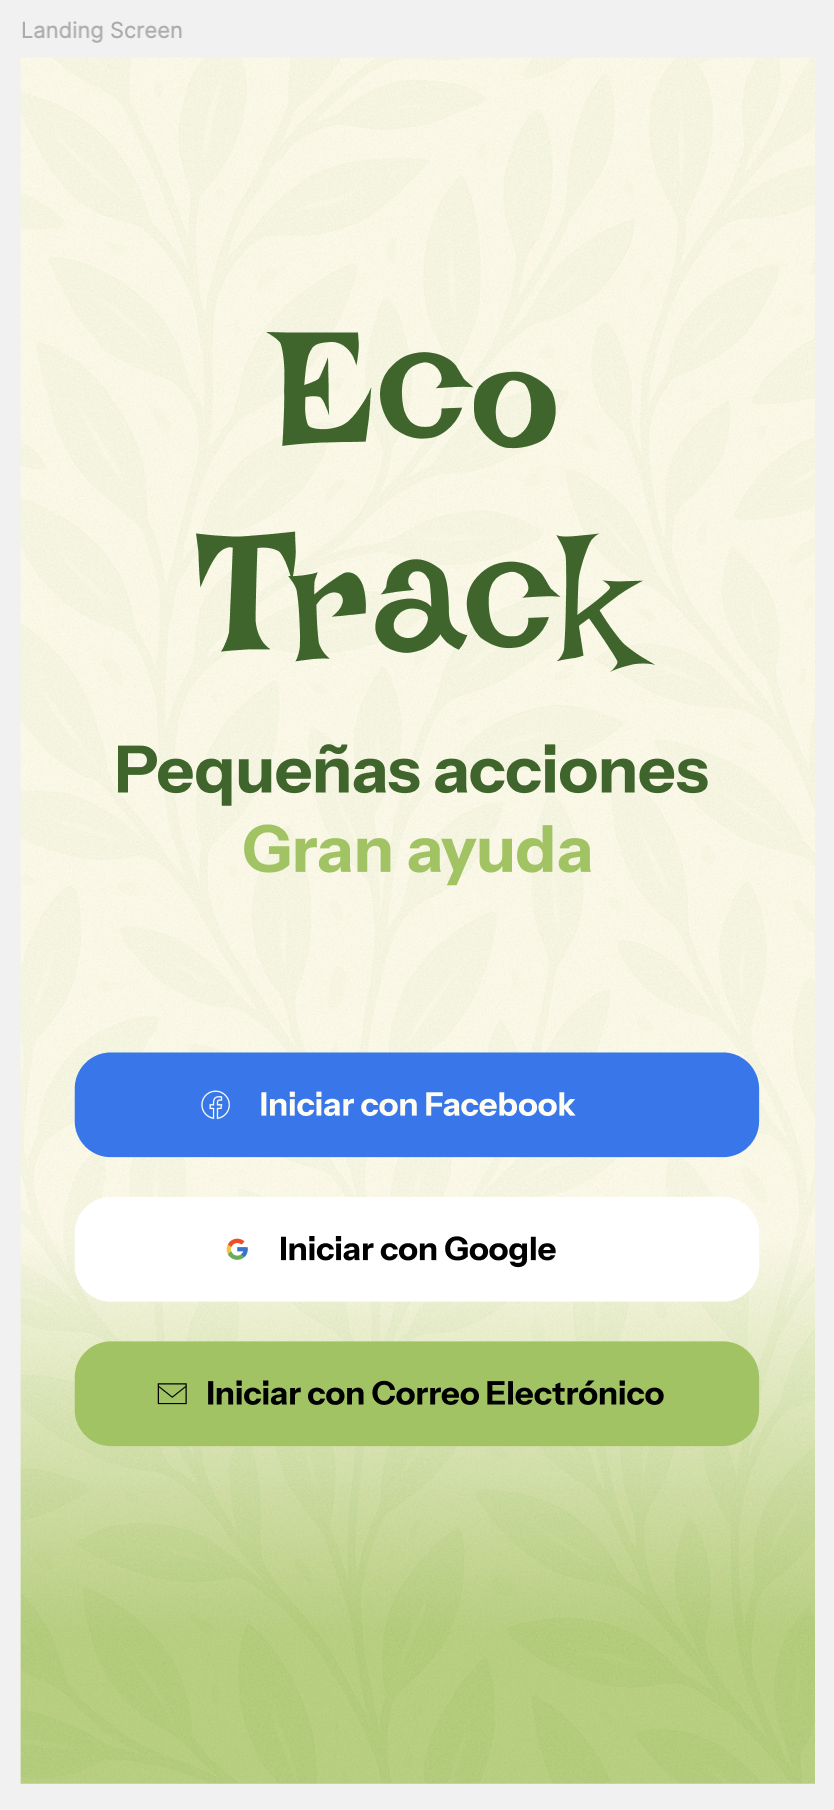 Landing Screen
Eco
Track
Pequeñas acciones
Gran ayuda
Iniciar con Facebook
Iniciar con Google
Iniciar con Correo Electrónico